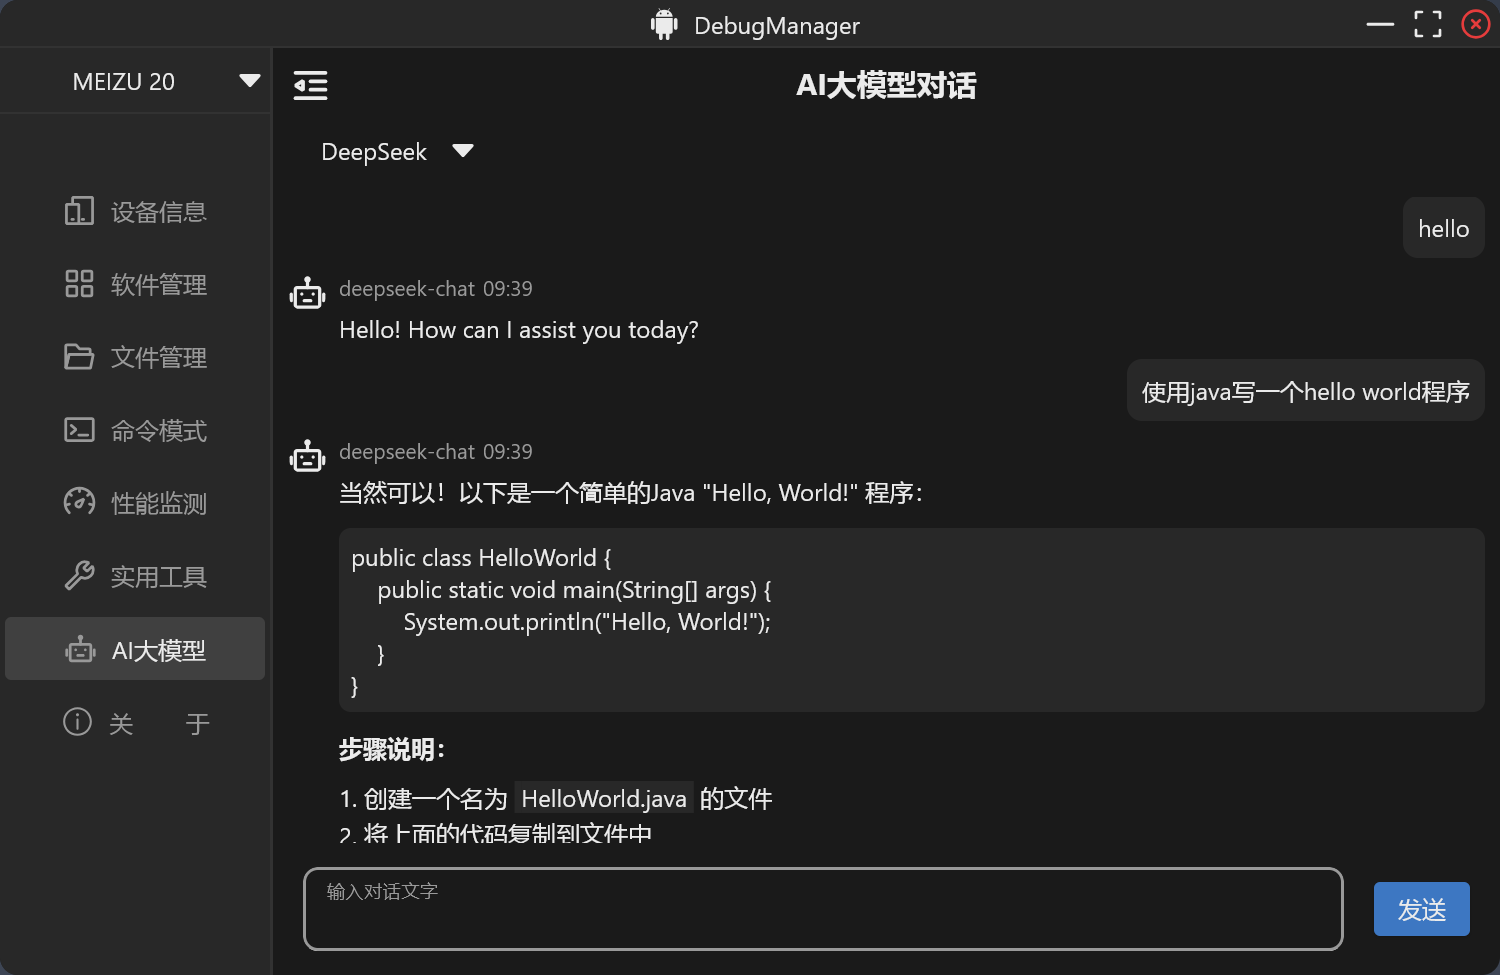 DebugManager
MEIZU 20
设备信息
软件管理
文件管理
命令模式
性能监测
实用工具
AI大模型
关 于
AI大模型对话
DeepSeek
hello
deepseek-chat 09:39
Hello! How can I assist you today?
使用java写一个hello world程序
deepseek-chat 09:39
当然可以！以下是一个简单的Java "Hello, World!" 程序：
public class HelloWorld {
    public static void main(String[] args) {
        System.out.println("Hello, World!");
    }
}
步骤说明：
1. 创建一个名为 HelloWorld.java 的文件
2. 将上面的代码复制到文件中
输入对话文字
发送